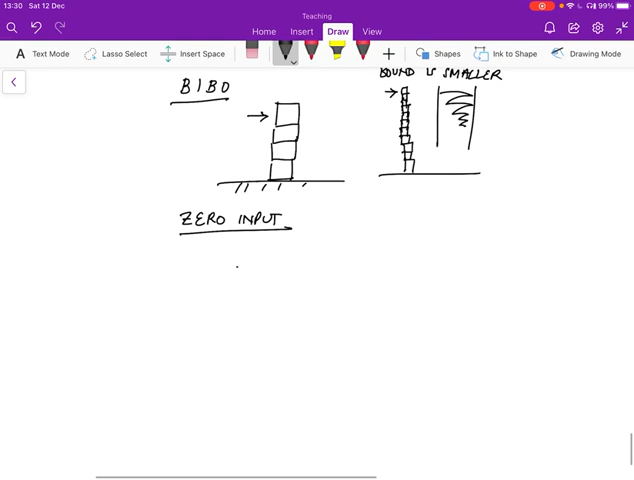 13:30 Sat 12 Dec
Teaching
99%
Home Insert Draw View
A Text Mode Lasso Select Insert Space Shapes Ink to Shape Drawing Mode
BIBO
BOUND IS SMALLER
ZERO INPUT